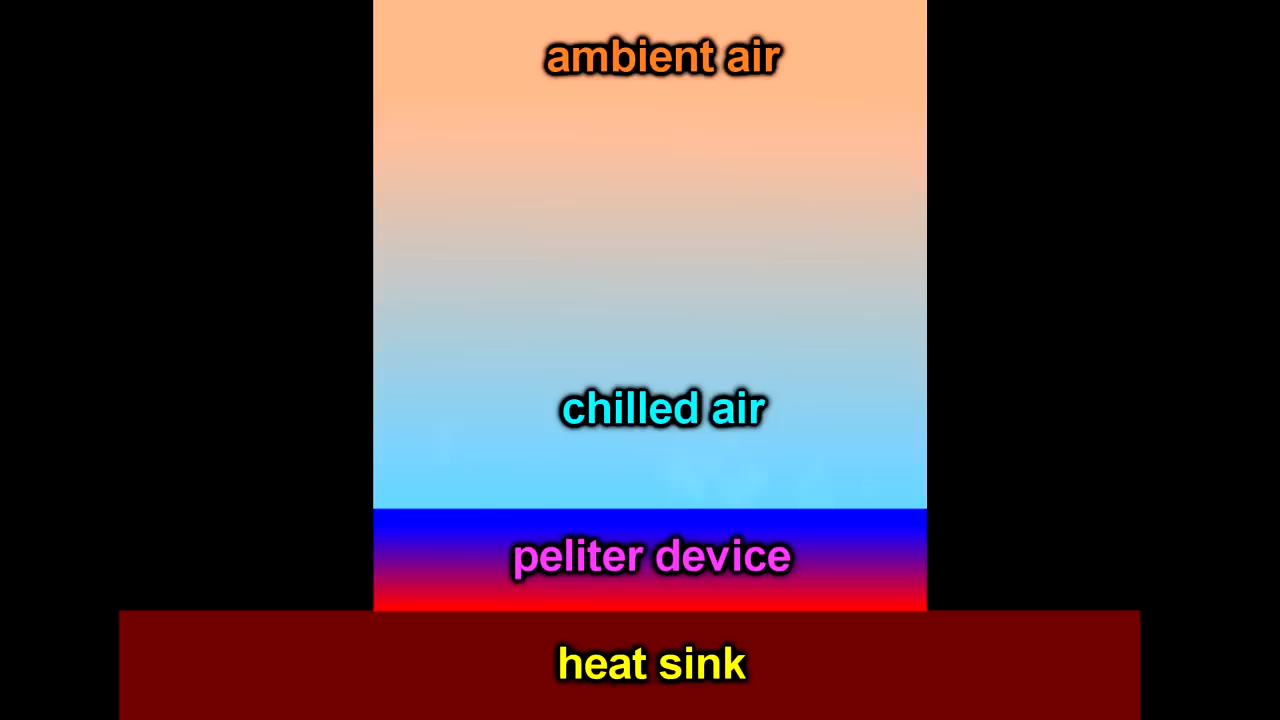 ambient air
chilled air
peliter device
heat sink